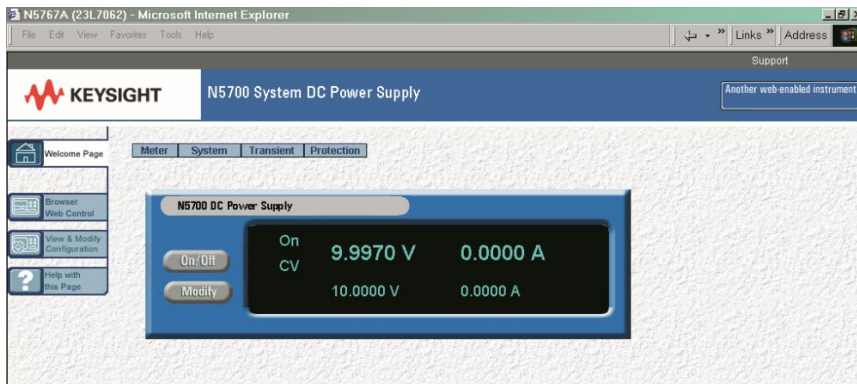 N5767A (23L7062) - Microsoft Internet Explorer
File Edit View Favorites Tools Help
Links » Address
Support
KEYSIGHT
N5700 System DC Power Supply
Another web-enabled instrument
Welcome Page
Meter System Transient Protection
Browser
Web Control
View & Modify
Configuration
Help with
this Page
N5700 DC Power Supply
On/Off
Modify
On 9.9970 V 0.0000 A
CV
10.0000 V 0.0000 A